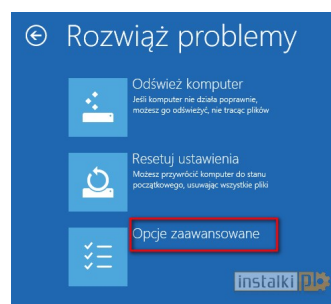 Rozwiąż problemy
Odśwież komputer
Jeśli komputer nie działa poprawnie,
możesz go odświeżyć, nie tracąc plików
Resetuj ustawienia
Możesz przywrócić komputer do stanu
początkowego, usuwając wszystkie pliki
Opcje zaawansowane
instalki pl